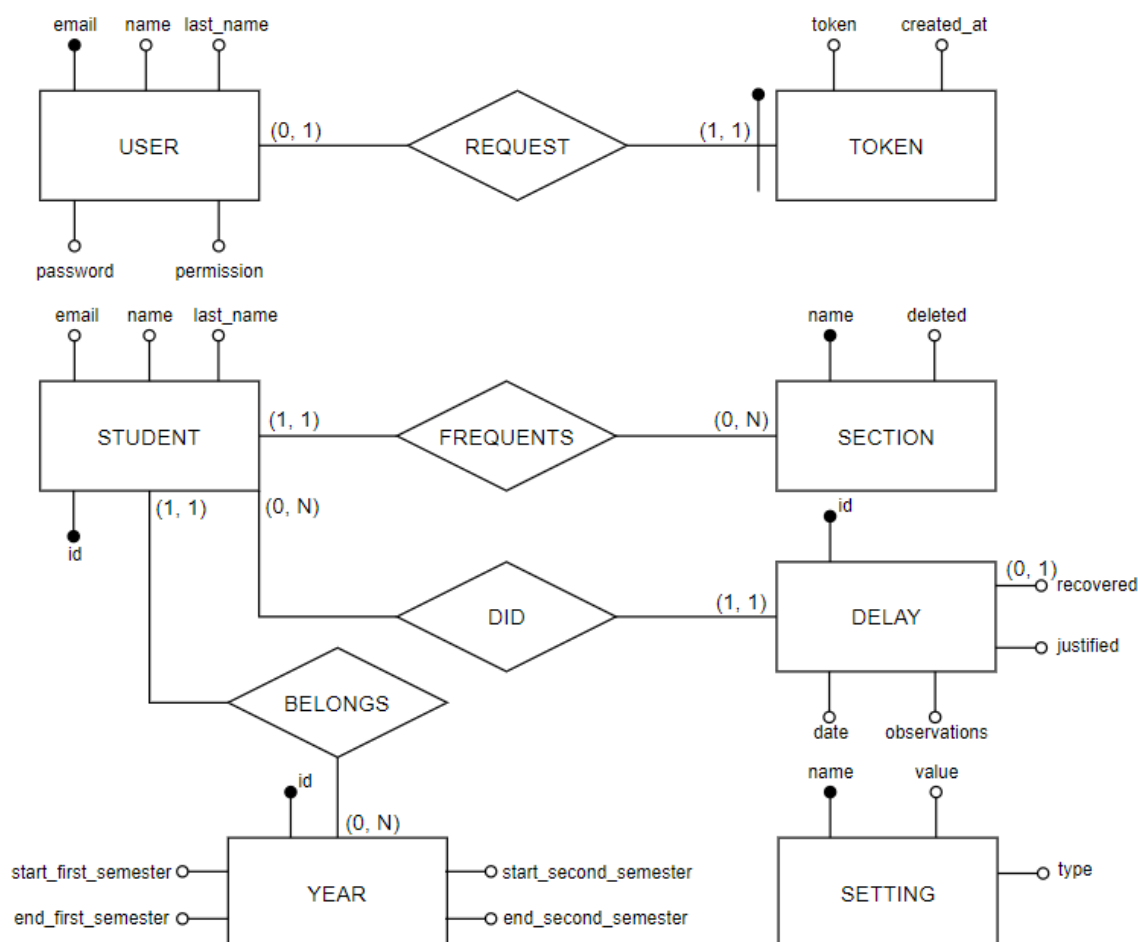 email name last_name
token created_at
USER (0, 1) REQUEST (1, 1) TOKEN
password permission
email name last_name
name deleted
STUDENT (1, 1) FREQUENTS (0, N) SECTION
(1, 1) (0, N)
id
id
(0, 1) recovered
DID (1, 1) DELAY
justified
BELONGS
date observations
name value
id
(0, N)
start_first_semester start_second_semester
type
YEAR SETTING
end_first_semester end_second_semester